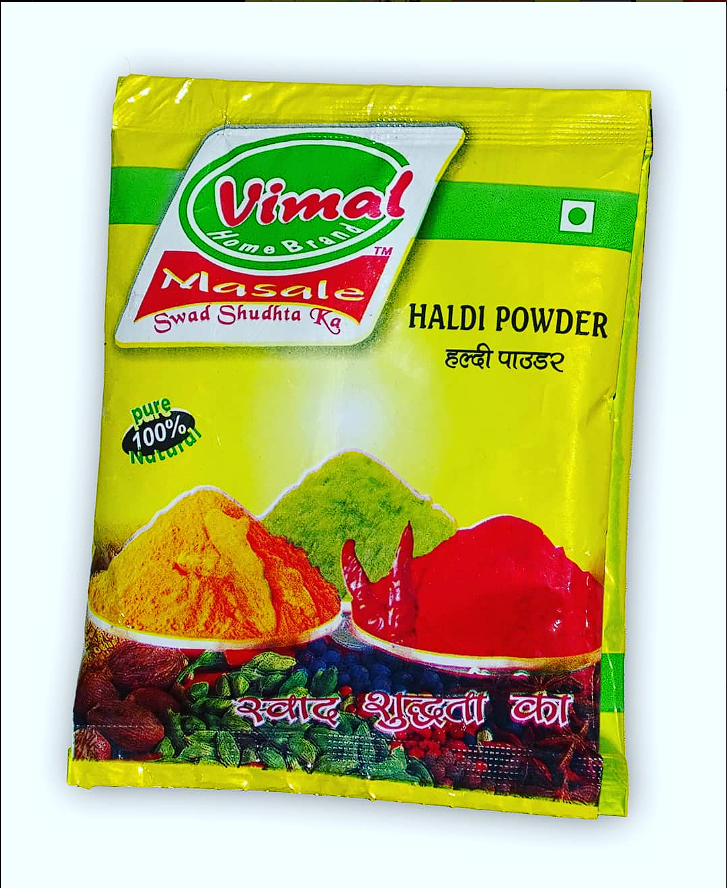 Vimal
Home Brand
TM
Masale
Swad Shudhta Ka
HALDI POWDER
हल्दी पाउडर
pure
100%
Natural
स्वाद शुद्धता का